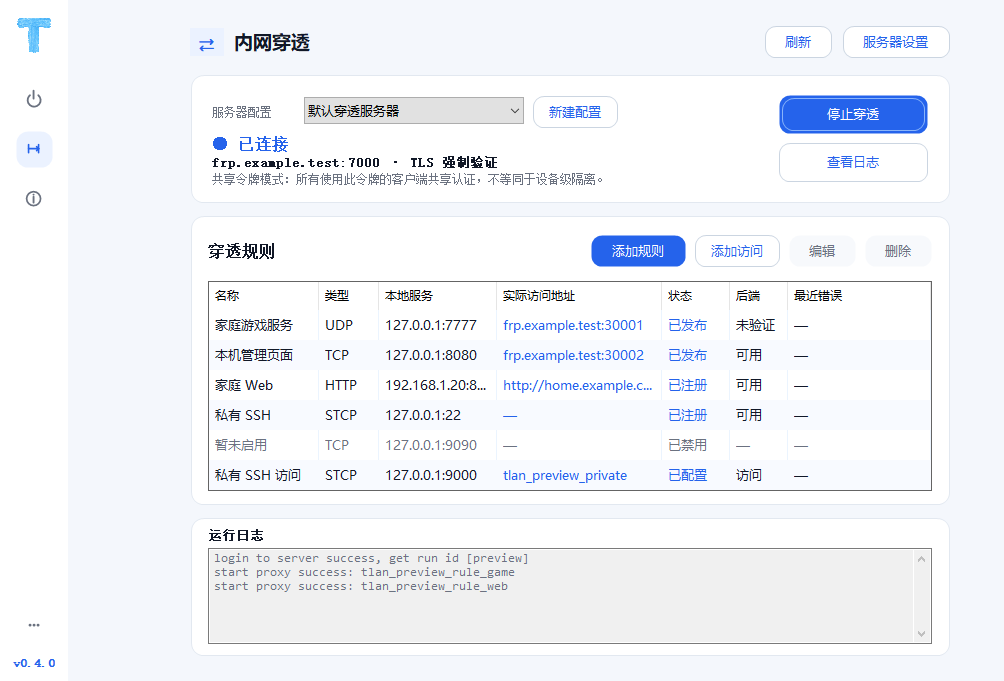 内网穿透
刷新
服务器设置
服务器配置
默认穿透服务器
新建配置
停止穿透
已连接
frp.example.test:7000 · TLS 强制验证
共享令牌模式：所有使用此令牌的客户端共享认证，不等同于设备级隔离。
查看日志
穿透规则
添加规则
添加访问
编辑
删除
名称 类型 本地服务 实际访问地址 状态 后端 最近错误
家庭游戏服务 UDP 127.0.0.1:7777 frp.example.test:30001 已发布 未验证 —
本机管理页面 TCP 127.0.0.1:8080 frp.example.test:30002 已发布 可用 —
家庭 Web HTTP 192.168.1.20:8... http://home.example.c... 已注册 可用 —
私有 SSH STCP 127.0.0.1:22 — 已注册 可用 —
暂未启用 TCP 127.0.0.1:9090 — 已禁用 — —
私有 SSH 访问 STCP 127.0.0.1:9000 tlan_preview_private 已配置 访问 —
运行日志
login to server success, get run id [preview]
start proxy success: tlan_preview_rule_game
start proxy success: tlan_preview_rule_web
v0.4.0